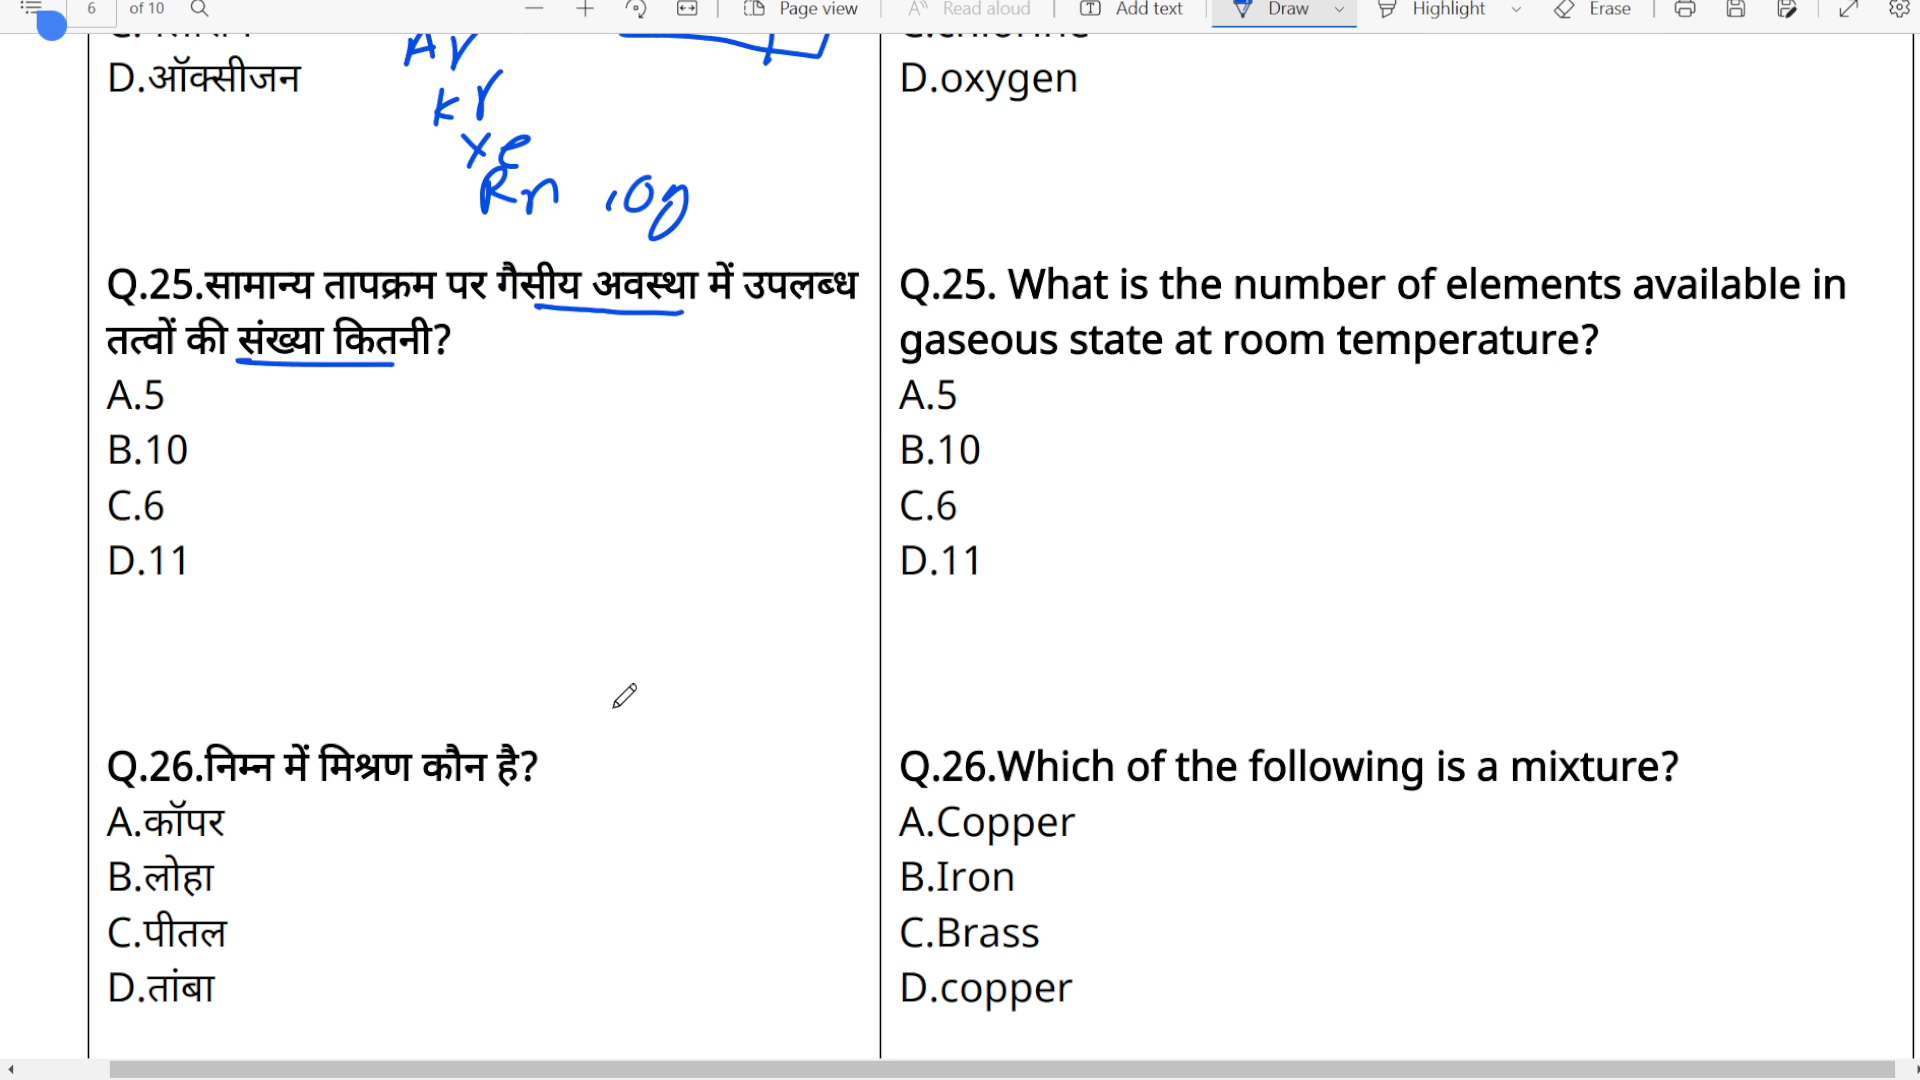 6 of 10 Page view Read aloud Add text Draw Highlight Erase
D.ऑक्सीजन
Ar
Kr
Xe
Rn , Og
D.oxygen
Q.25.सामान्य तापक्रम पर गैसीय अवस्था में उपलब्ध
तत्वों की संख्या कितनी?
A.5
B.10
C.6
D.11
Q.25. What is the number of elements available in
gaseous state at room temperature?
A.5
B.10
C.6
D.11
Q.26.निम्न में मिश्रण कौन है?
A.कॉपर
B.लोहा
C.पीतल
D.तांबा
Q.26.Which of the following is a mixture?
A.Copper
B.Iron
C.Brass
D.copper